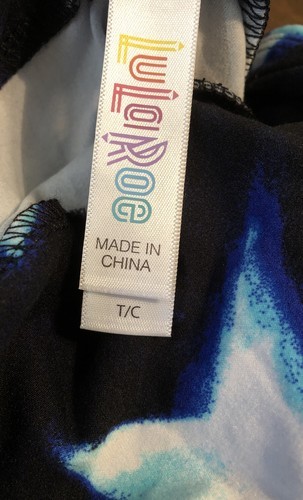 LuLaRoe
MADE IN
CHINA
T/C